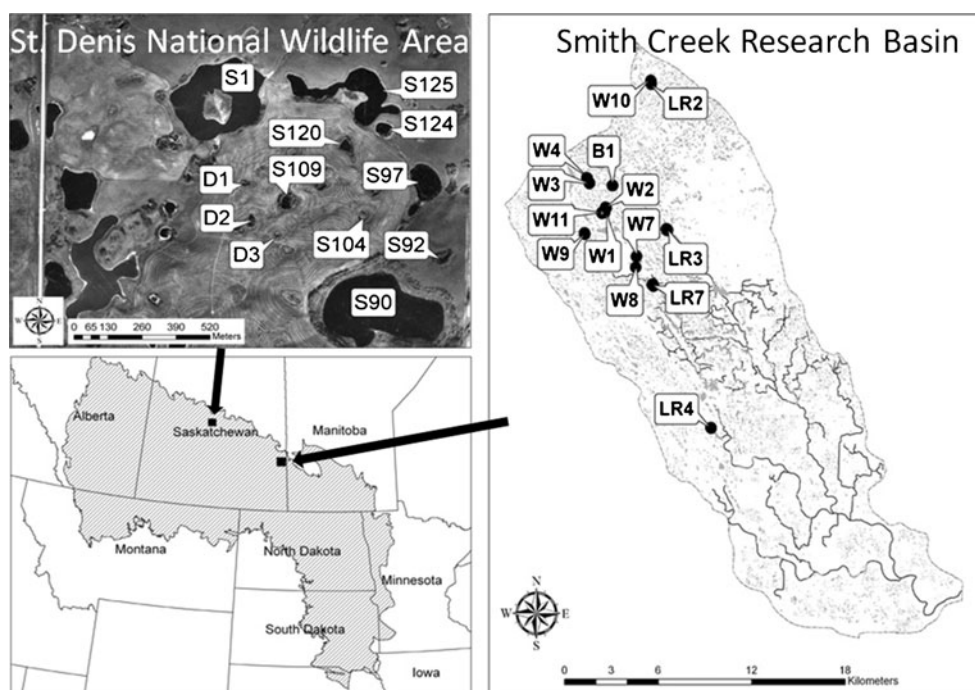 St. Denis National Wildlife Area
S1
S125
S124
S120
S109
S97
D1
D2
D3
S104
S92
S90
N
W E
S
0 65 130 260 390 520
Meters
Alberta
Saskatchewan
Manitoba
Montana
North Dakota
Minnesota
South Dakota
Iowa
Smith Creek Research Basin
W10
LR2
W4
B1
W3
W2
W11
W7
W9
W1
LR3
W8
LR7
LR4
N
W E
S
0 3 6 12 18
Kilometers